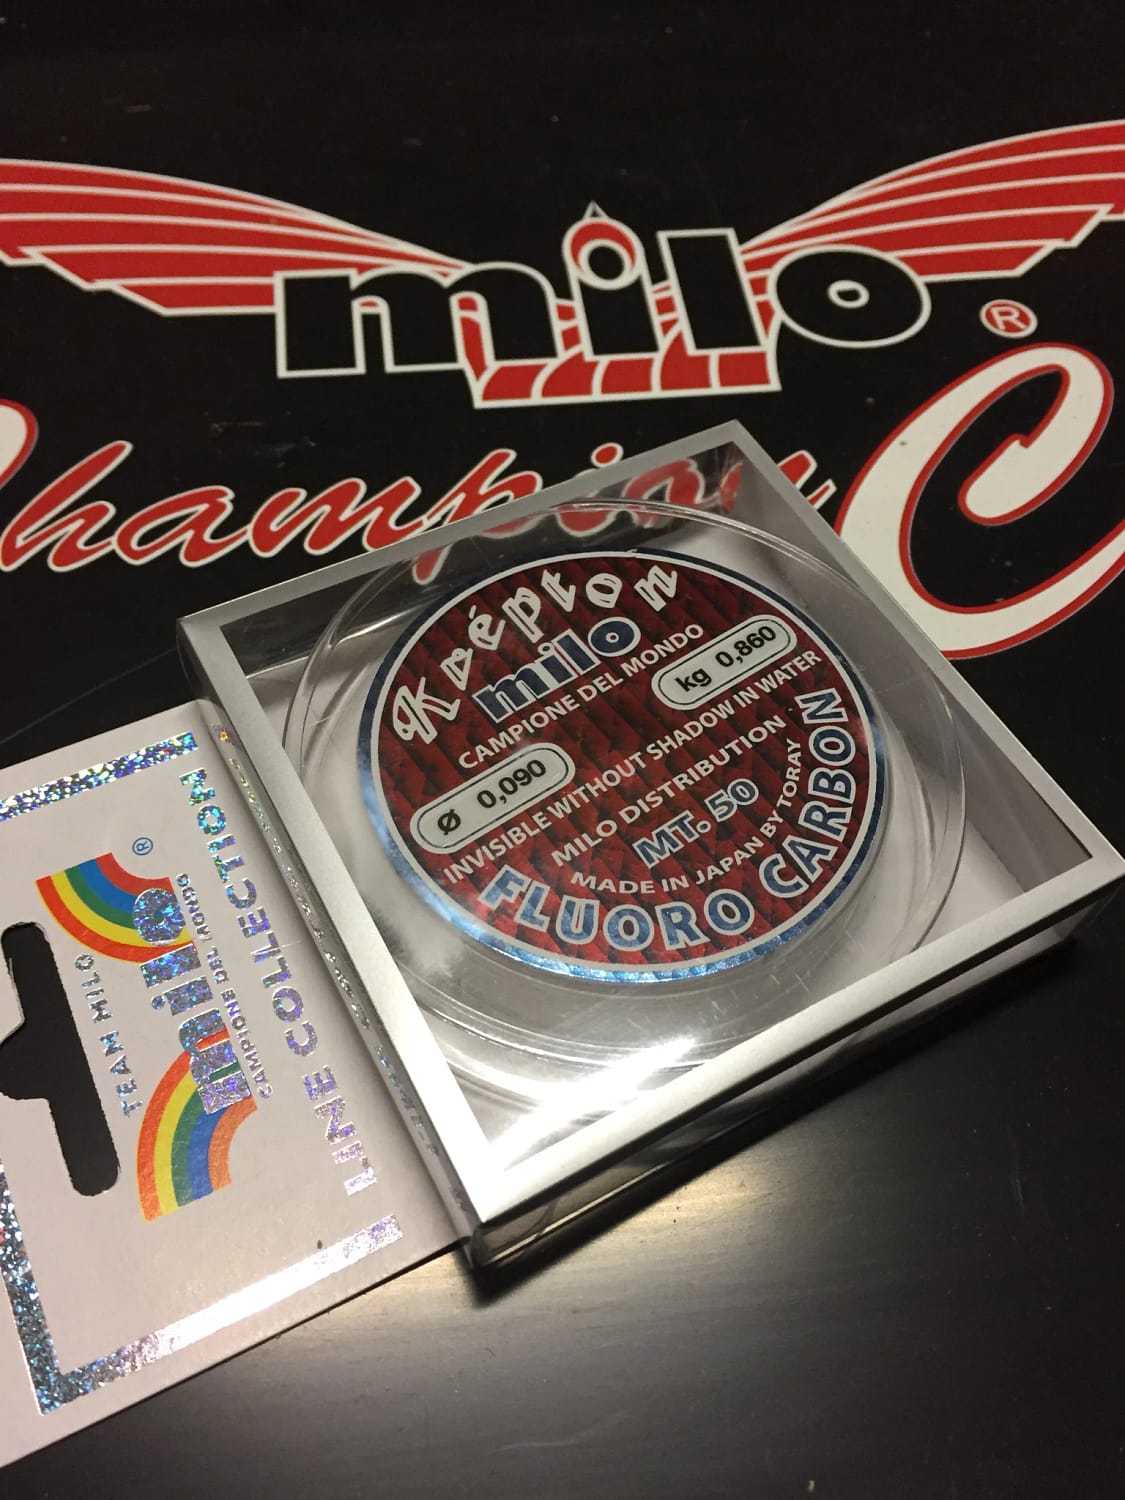 milo ®
Champion C
Krépton
milo
CAMPIONE DEL MONDO
kg 0,860
Ø 0,090
INVISIBLE WITHOUT SHADOW IN WATER
MILO DISTRIBUTION
MT. 50
MADE IN JAPAN BY TORAY
FLUORO CARBON
TEAM MILO
milo ®
CAMPIONE DEL MONDO
LINE COLLECTION